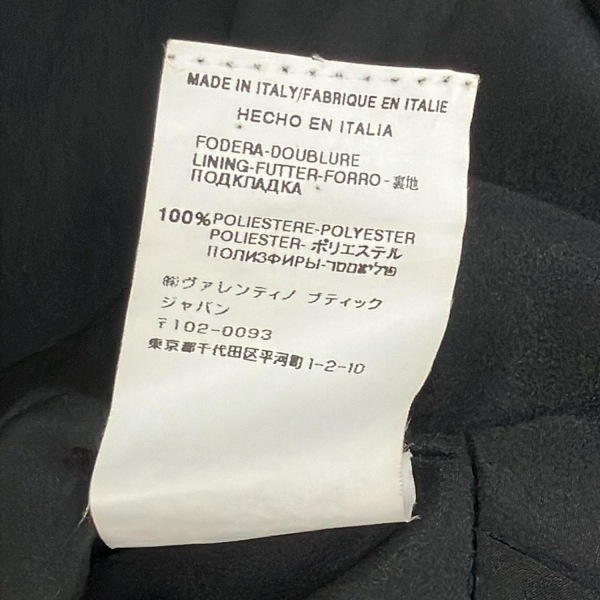 MADE IN ITALY/FABRIQUE EN ITALIE
HECHO EN ITALIA
FODERA-DOUBLURE
LINING-FUTTER-FORRO-裏地
ПОДКЛАДКА
100% POLIESTERE-POLYESTER
POLIESTER-ポリエステル
ПОЛИЗФИРЫ-פוליאסטר
㈱ヴァレンティノ ブティック
ジャパン
〒102-0093
東京都千代田区平河町1-2-10